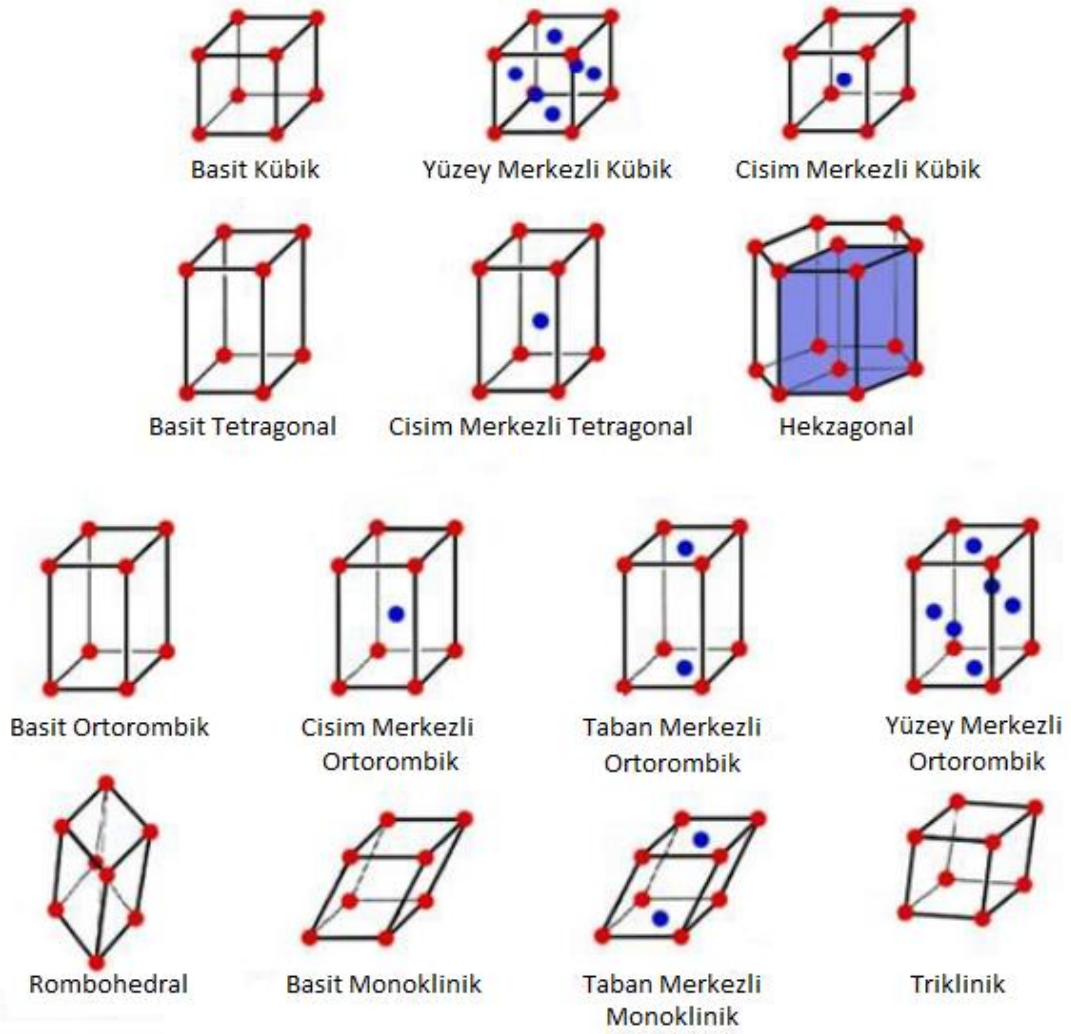 Basit Kübik
Yüzey Merkezli Kübik
Cisim Merkezli Kübik
Basit Tetragonal
Cisim Merkezli Tetragonal
Hekzagonal
Basit Ortorombik
Cisim Merkezli
Ortorombik
Taban Merkezli
Ortorombik
Yüzey Merkezli
Ortorombik
Rombohedral
Basit Monoklinik
Taban Merkezli
Monoklinik
Triklinik